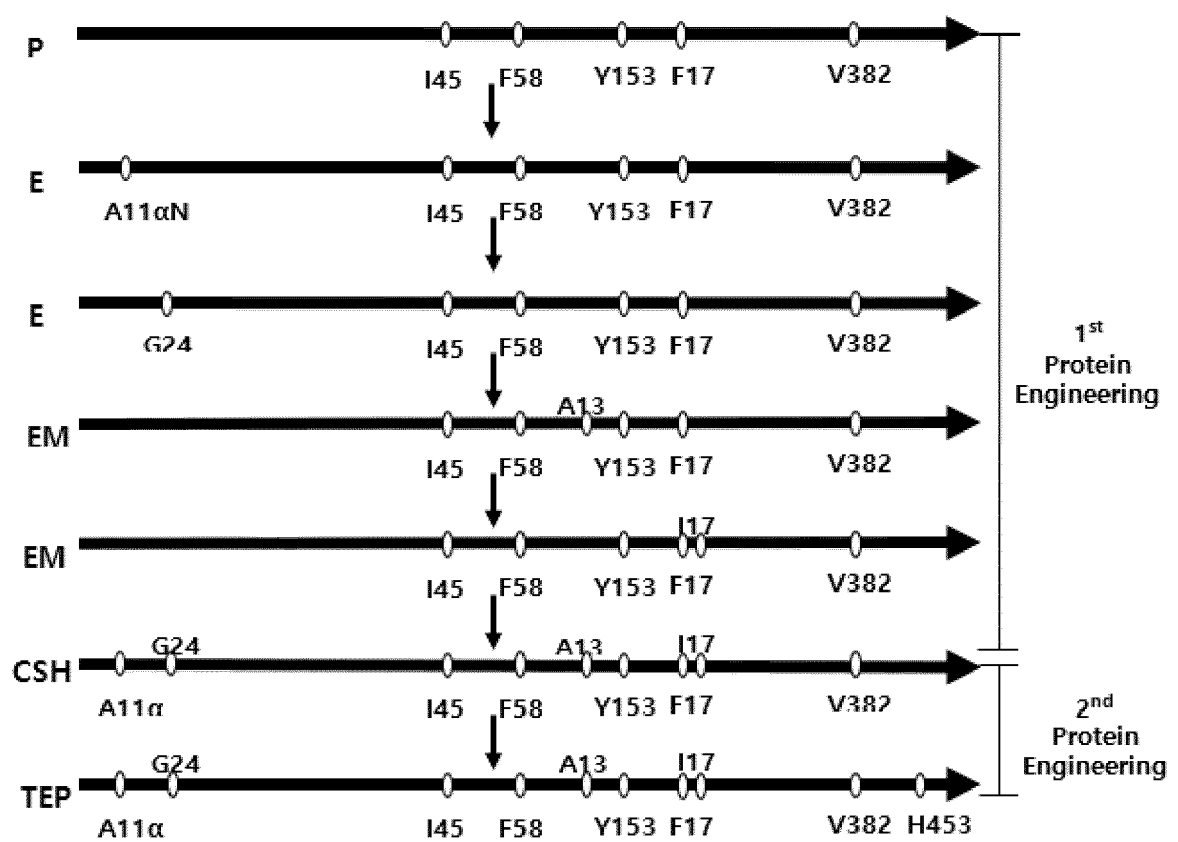 P
I45 F58 Y153 F17 V382
E
A11αN I45 F58 Y153 F17 V382
E
G24 I45 F58 Y153 F17 V382
1st
Protein
Engineering
A13
EM
I45 F58 Y153 F17 V382
I17
EM
I45 F58 Y153 F17 V382
G24 A13 I17
CSH
A11α I45 F58 Y153 F17 V382
2nd
Protein
Engineering
G24 A13 I17
TEP
A11α I45 F58 Y153 F17 V382 H453